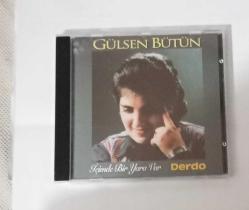 GÜLSEN BÜTÜN
İçimde Bir Yara Var Derdo